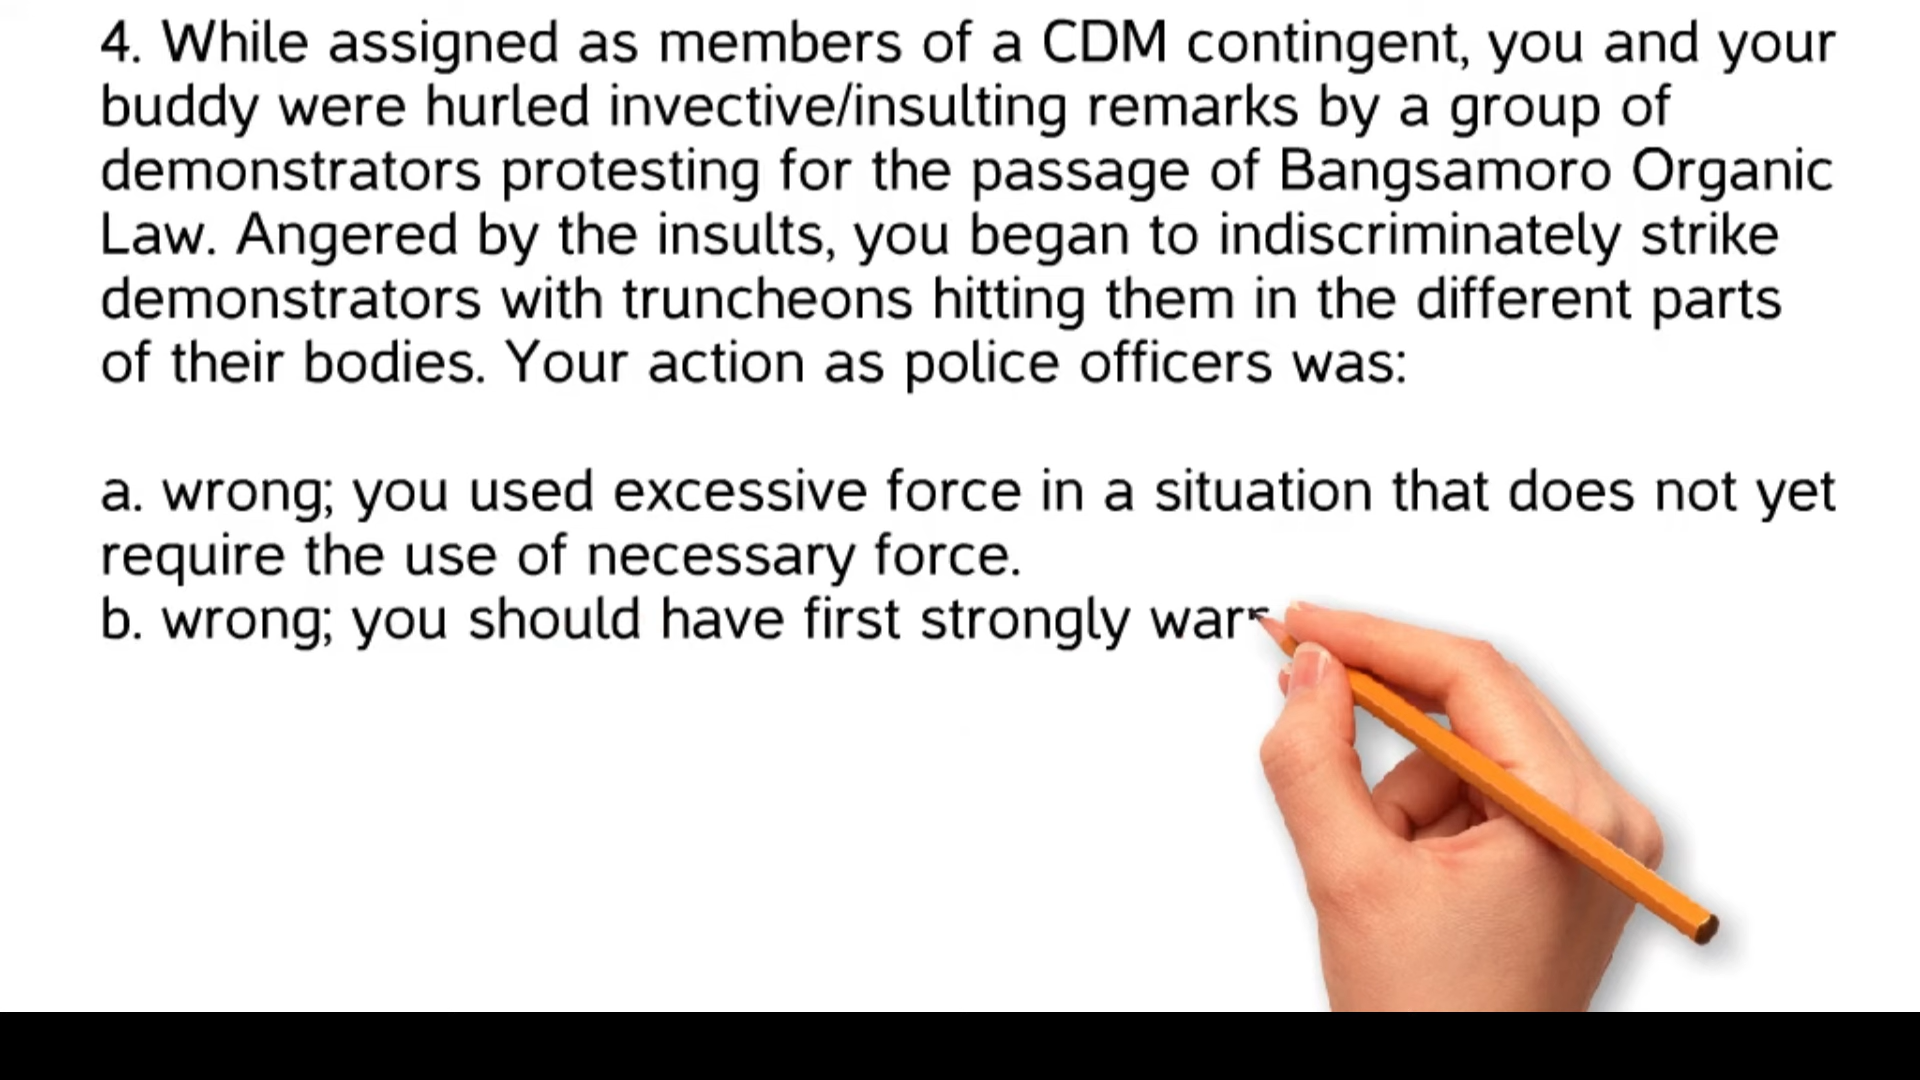 4. While assigned as members of a CDM contingent, you and your
buddy were hurled invective/insulting remarks by a group of
demonstrators protesting for the passage of Bangsamoro Organic
Law. Angered by the insults, you began to indiscriminately strike
demonstrators with truncheons hitting them in the different parts
of their bodies. Your action as police officers was:
a. wrong; you used excessive force in a situation that does not yet
require the use of necessary force.
b. wrong; you should have first strongly